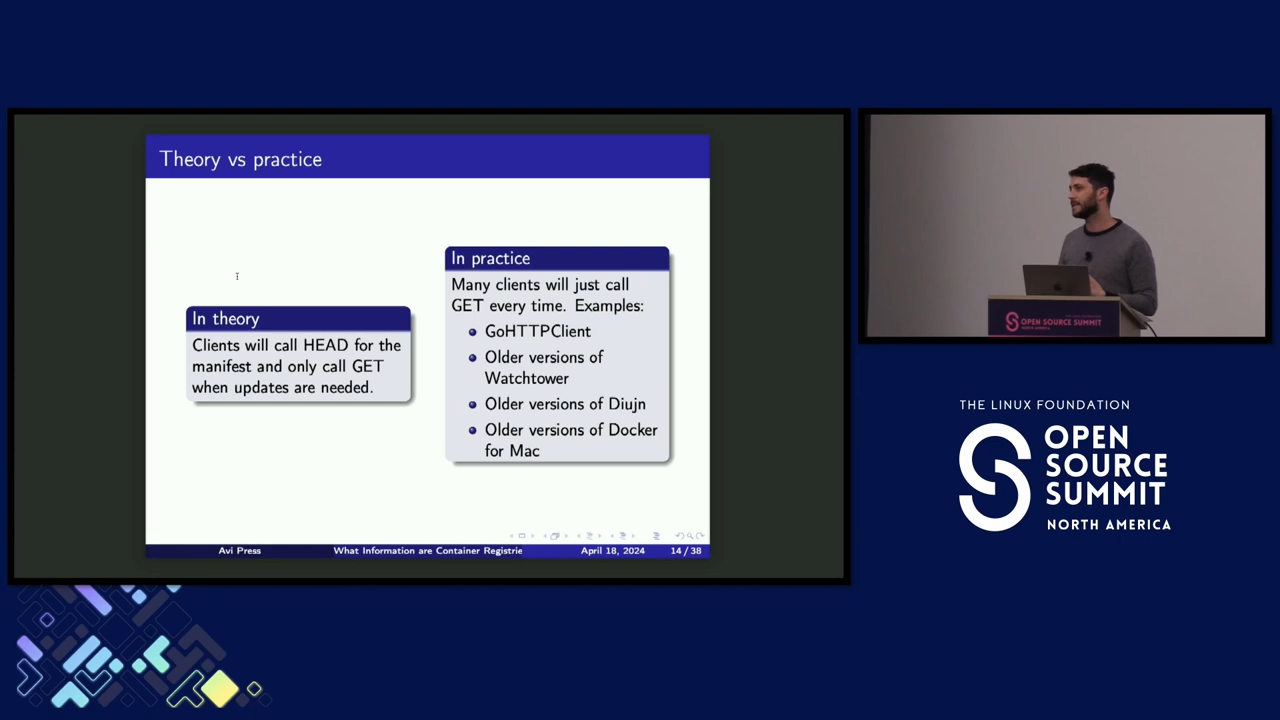 Theory vs practice
In theory
Clients will call HEAD for the
manifest and only call GET
when updates are needed.
In practice
Many clients will just call
GET every time. Examples:
GoHTTPClient
Older versions of
Watchtower
Older versions of Diujn
Older versions of Docker
for Mac
Avi Press
What Information are Container Registrie
April 18, 2024
14 / 38
OPEN SOURCE SUMMIT
NORTH AMERICA
THE LINUX FOUNDATION
OPEN
SOURCE
SUMMIT
NORTH AMERICA